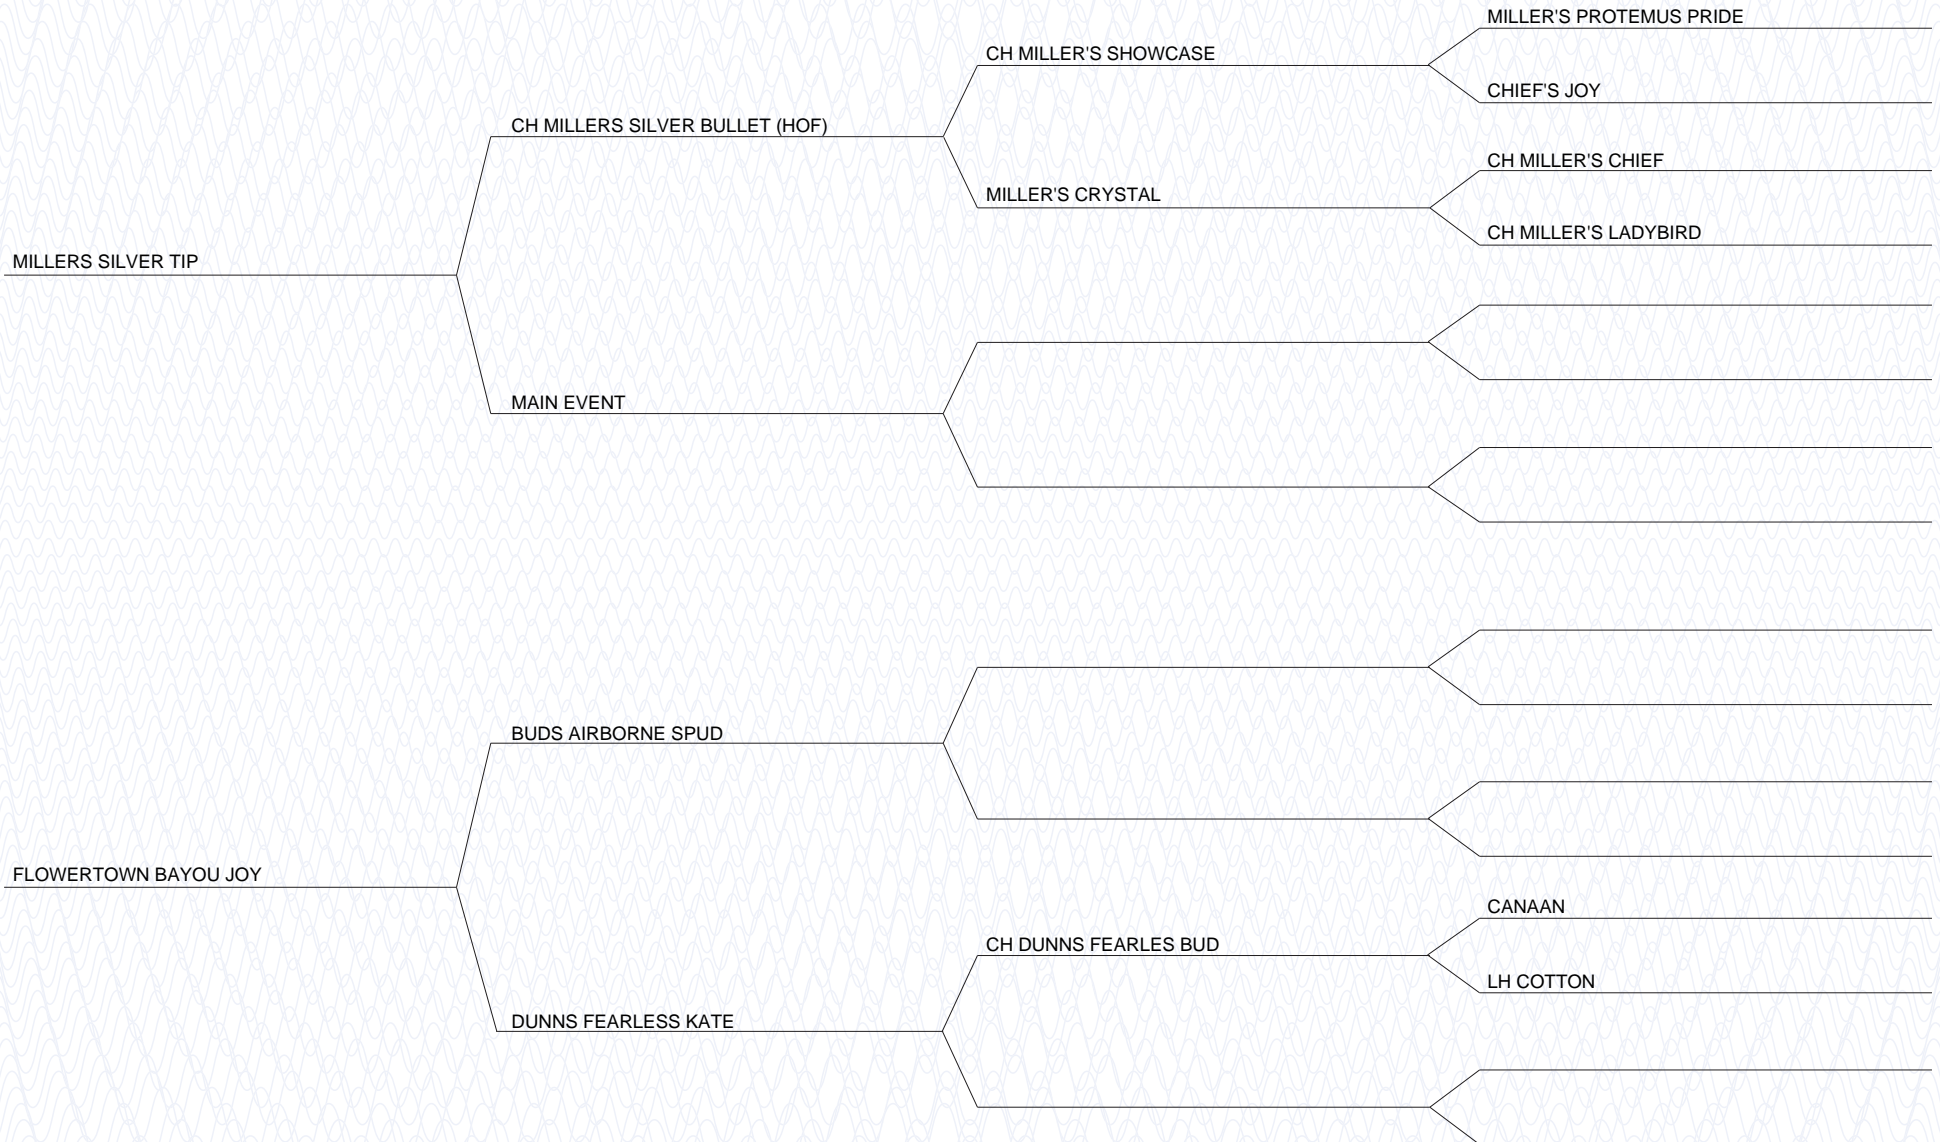 MILLER'S PROTEMUS PRIDE
CH MILLER'S SHOWCASE
CHIEF'S JOY
CH MILLERS SILVER BULLET (HOF)
CH MILLER'S CHIEF
MILLER'S CRYSTAL
CH MILLER'S LADYBIRD
MILLERS SILVER TIP
MAIN EVENT
BUDS AIRBORNE SPUD
FLOWERTOWN BAYOU JOY
CANAAN
CH DUNNS FEARLES BUD
LH COTTON
DUNNS FEARLESS KATE